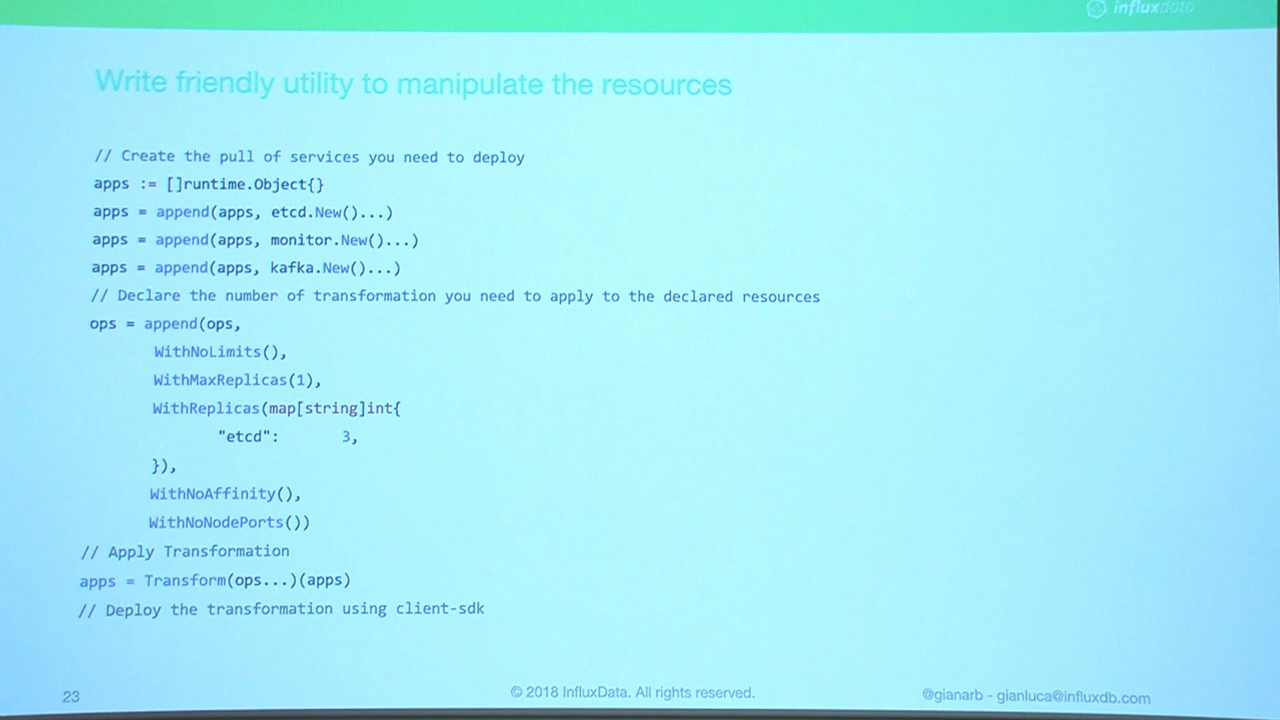 influxdata
Write friendly utility to manipulate the resources
// Create the pull of services you need to deploy
apps := []runtime.Object{}
apps = append(apps, etcd.New()...)
apps = append(apps, monitor.New()...)
apps = append(apps, kafka.New()...)
// Declare the number of transformation you need to apply to the declared resources
ops = append(ops,
WithNoLimits(),
WithMaxReplicas(1),
WithReplicas(map[string]int{
"etcd": 3,
}),
WithNoAffinity(),
WithNoNodePorts())
// Apply Transformation
apps = Transform(ops...)(apps)
// Deploy the transformation using client-sdk
23
© 2018 InfluxData. All rights reserved.
@gianarb - gianluca@influxdb.com